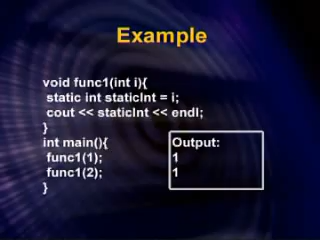 Example
void func1(int i){
static int staticInt = i;
cout << staticInt << endl;
}
int main(){
func1(1);
func1(2);
}
Output:
1
1